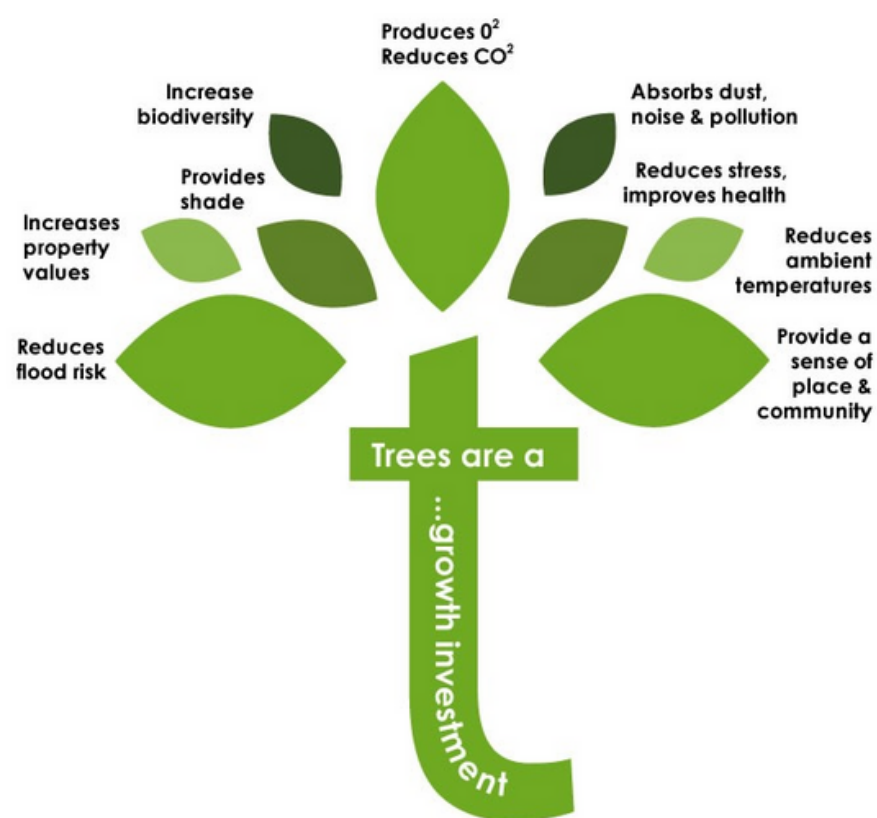 Produces 0²
Reduces CO²
Increase
biodiversity
Absorbs dust,
noise & pollution
Provides
shade
Reduces stress,
improves health
Increases
property
values
Reduces
ambient
temperatures
Reduces
flood risk
Provide a
sense of
place &
community
Trees are a
...growth investment